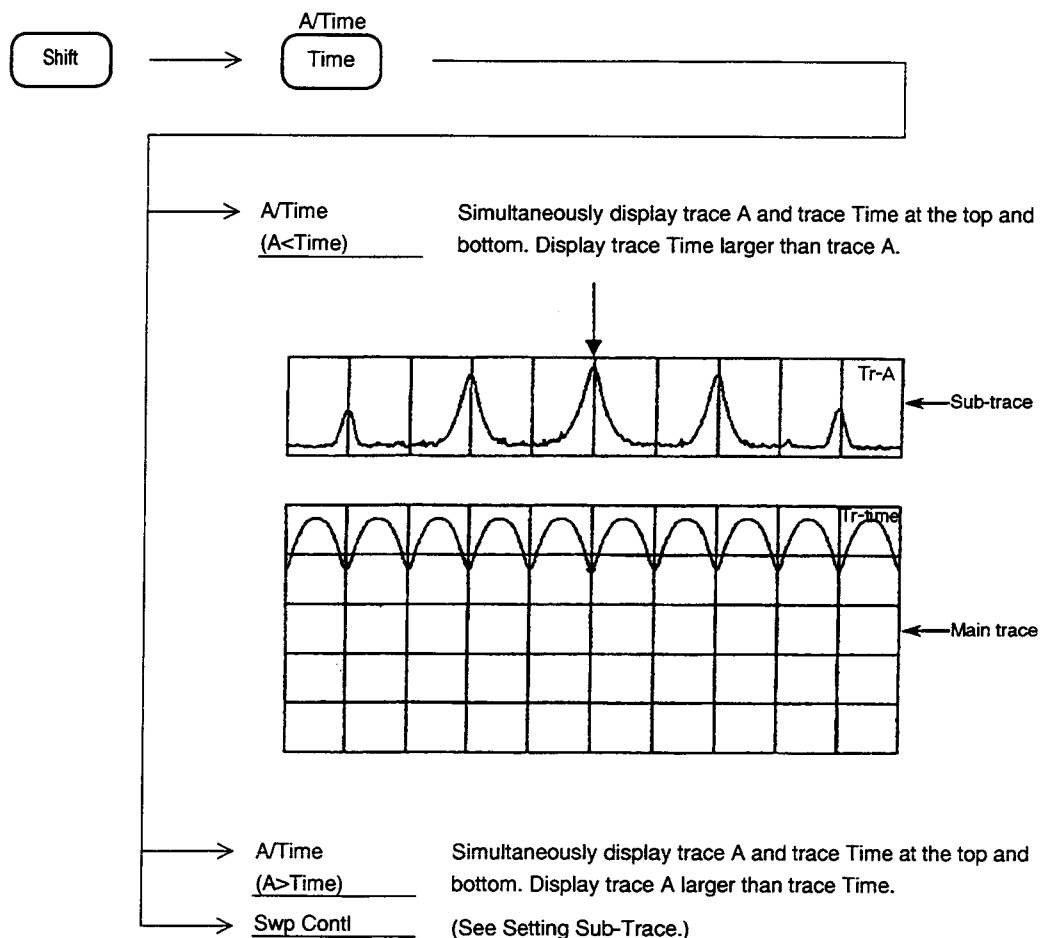 A/Time
Shift
Time
A/Time
(A<Time)
Simultaneously display trace A and trace Time at the top and
bottom. Display trace Time larger than trace A.
Tr-A
Sub-trace
Tr-time
Main trace
A/Time
(A>Time)
Simultaneously display trace A and trace Time at the top and
bottom. Display trace A larger than trace Time.
Swp Contl
(See Setting Sub-Trace.)